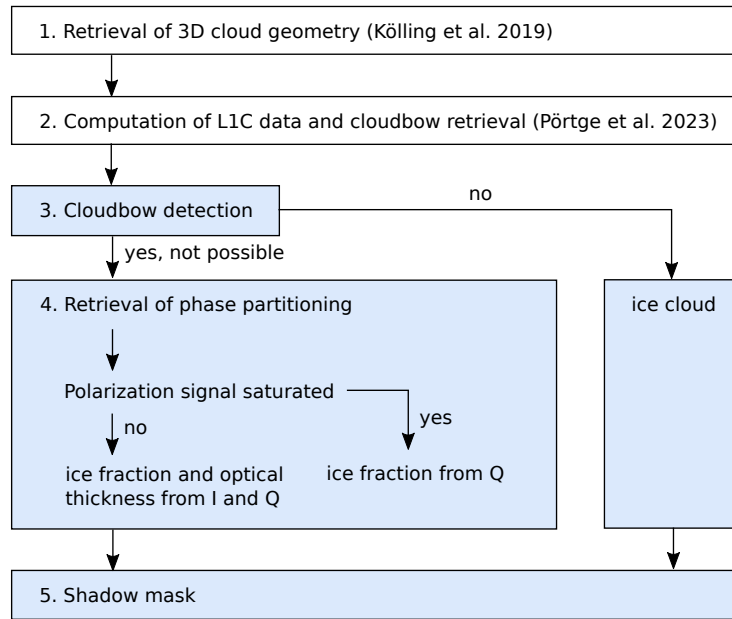 1. Retrieval of 3D cloud geometry (Kölling et al. 2019)
2. Computation of L1C data and cloudbow retrieval (Pörtge et al. 2023)
3. Cloudbow detection
no
yes, not possible
4. Retrieval of phase partitioning
ice cloud
Polarization signal saturated
no
yes
ice fraction and optical
thickness from I and Q
ice fraction from Q
5. Shadow mask